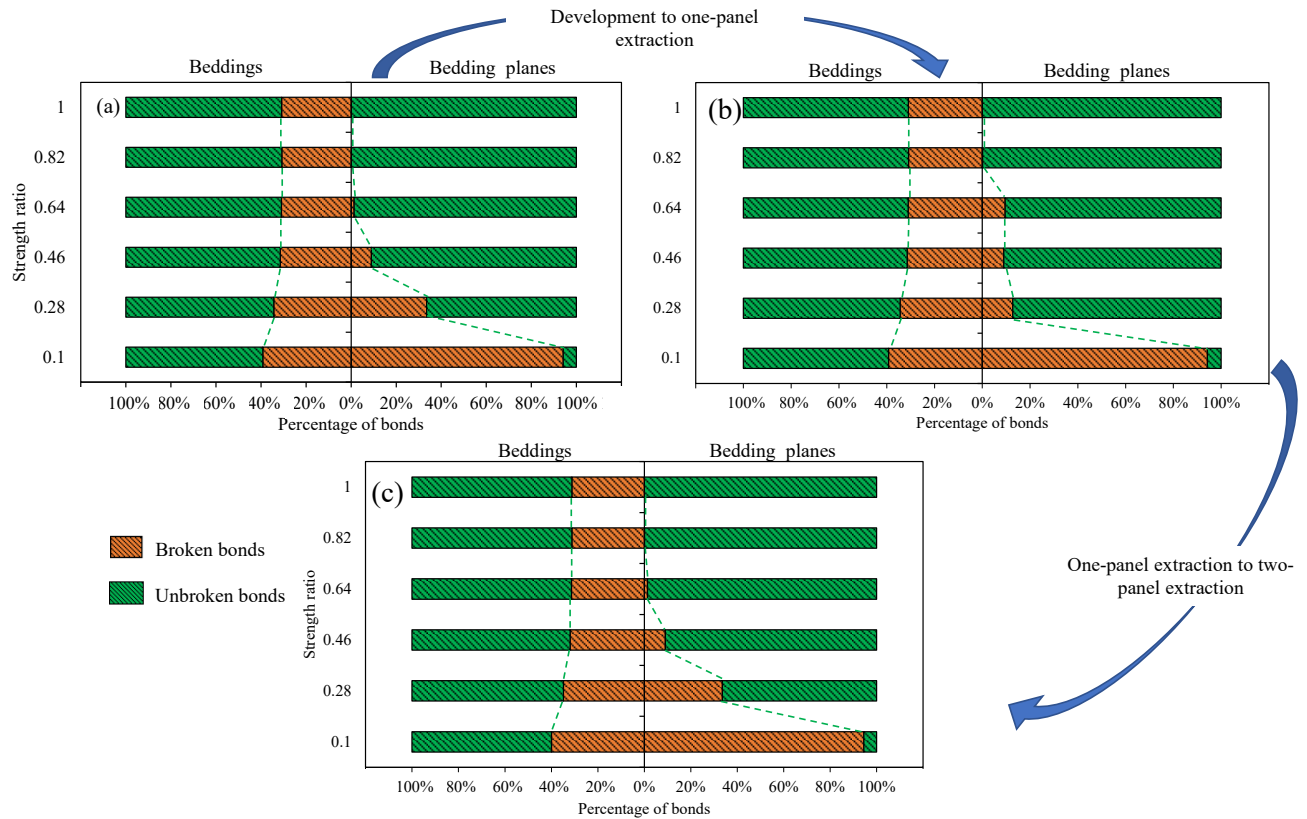 Development to one-panel
extraction
Beddings
Bedding planes
(a)
1
0.82
0.64
0.46
0.28
0.1
Strength ratio
100% 80% 60% 40% 20% 0% 20% 40% 60% 80% 100%
Percentage of bonds
Beddings
Bedding planes
(b)
1
0.82
0.64
0.46
0.28
0.1
100% 80% 60% 40% 20% 0% 20% 40% 60% 80% 100%
Percentage of bonds
Beddings
Bedding planes
(c)
1
0.82
0.64
0.46
0.28
0.1
Strength ratio
100% 80% 60% 40% 20% 0% 20% 40% 60% 80% 100%
Percentage of bonds
Broken bonds
Unbroken bonds
One-panel extraction to two-
panel extraction